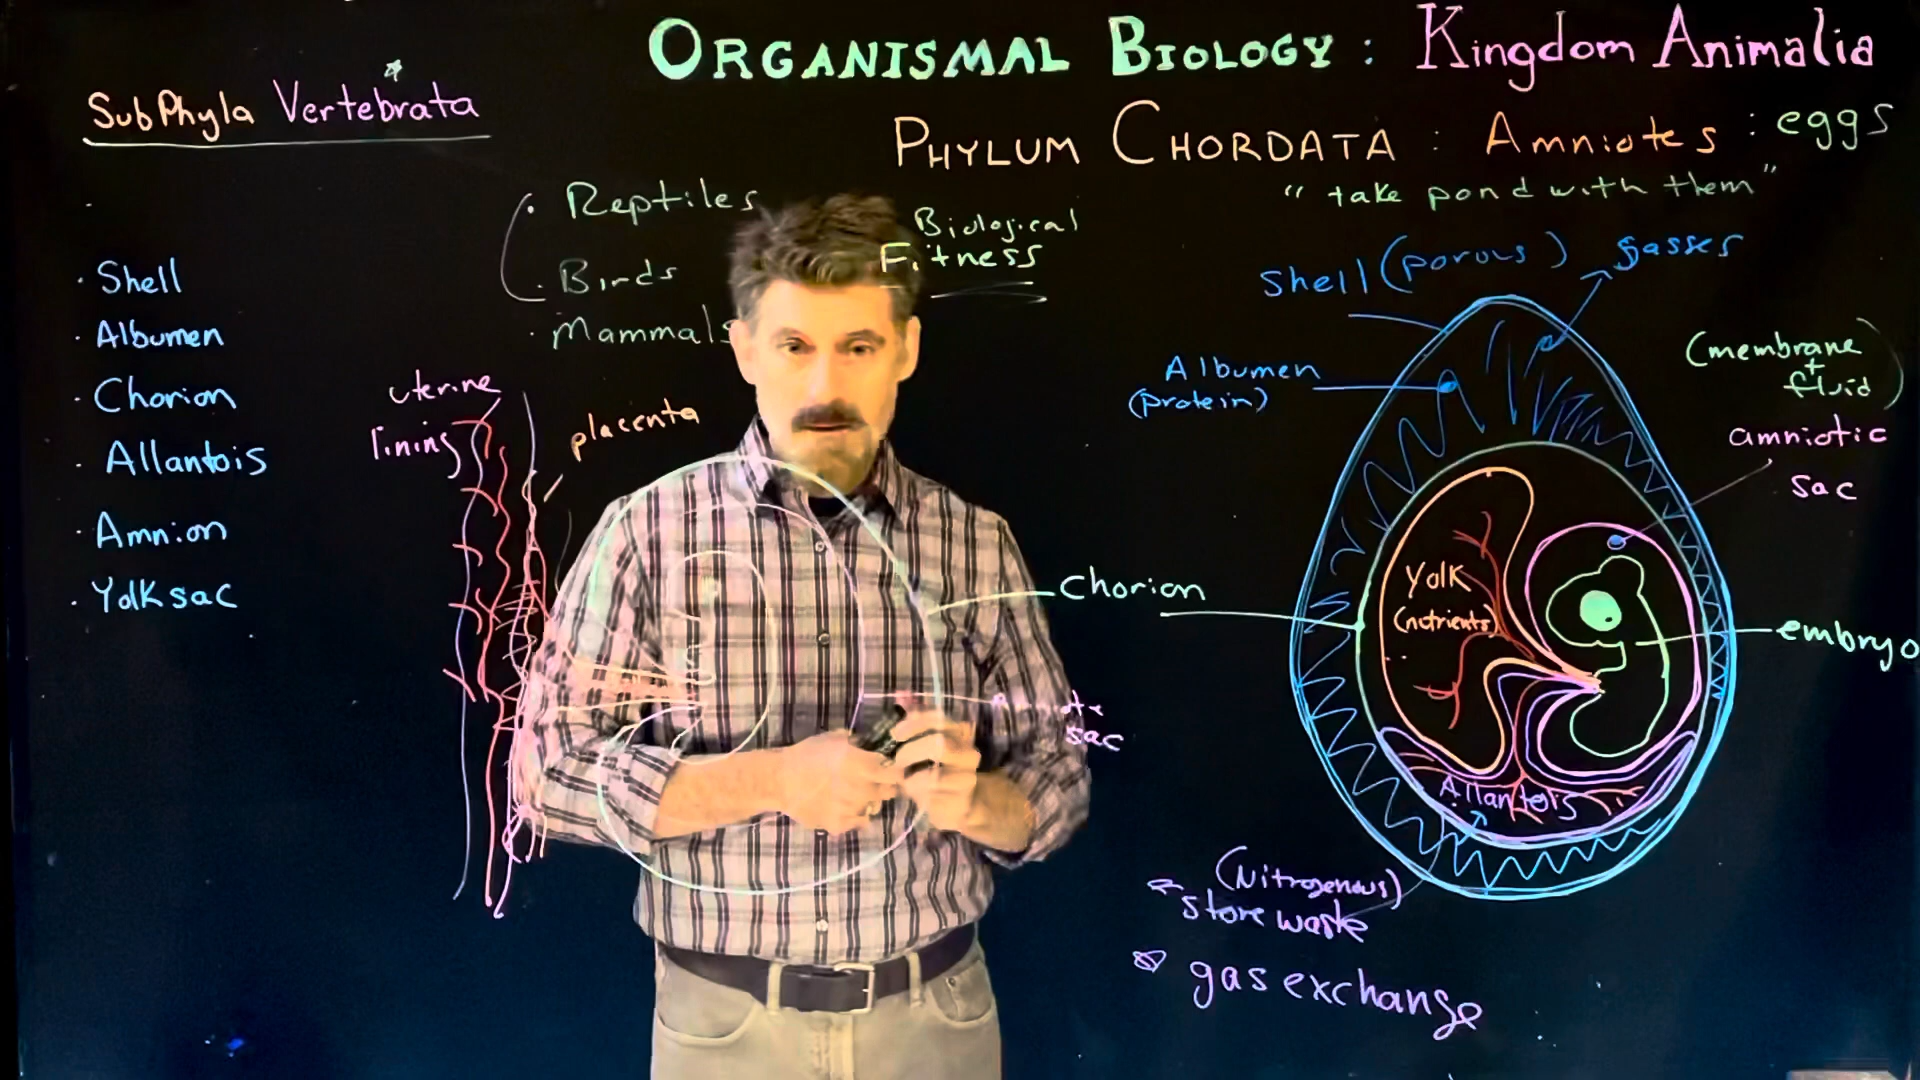 ORGANISMAL BIOLOGY : Kingdom Animalia
PHYLUM CHORDATA : Amniotes : eggs
"take pond with them"
SubPhyla Vertebrata
· Shell
· Albumen
· Chorion
· Allantois
· Amnion
· Yolk sac
· Reptiles
· Birds
· Mammals
Biological
Fitness
uterine
lining
placenta
Chorion
sac
Shell (porous) gasses
Albumen
(protein)
(membrane
+
fluid)
amniotic
sac
Yolk
(nutrients)
embryo
Allantois
(Nitrogenous)
store waste
gas exchange